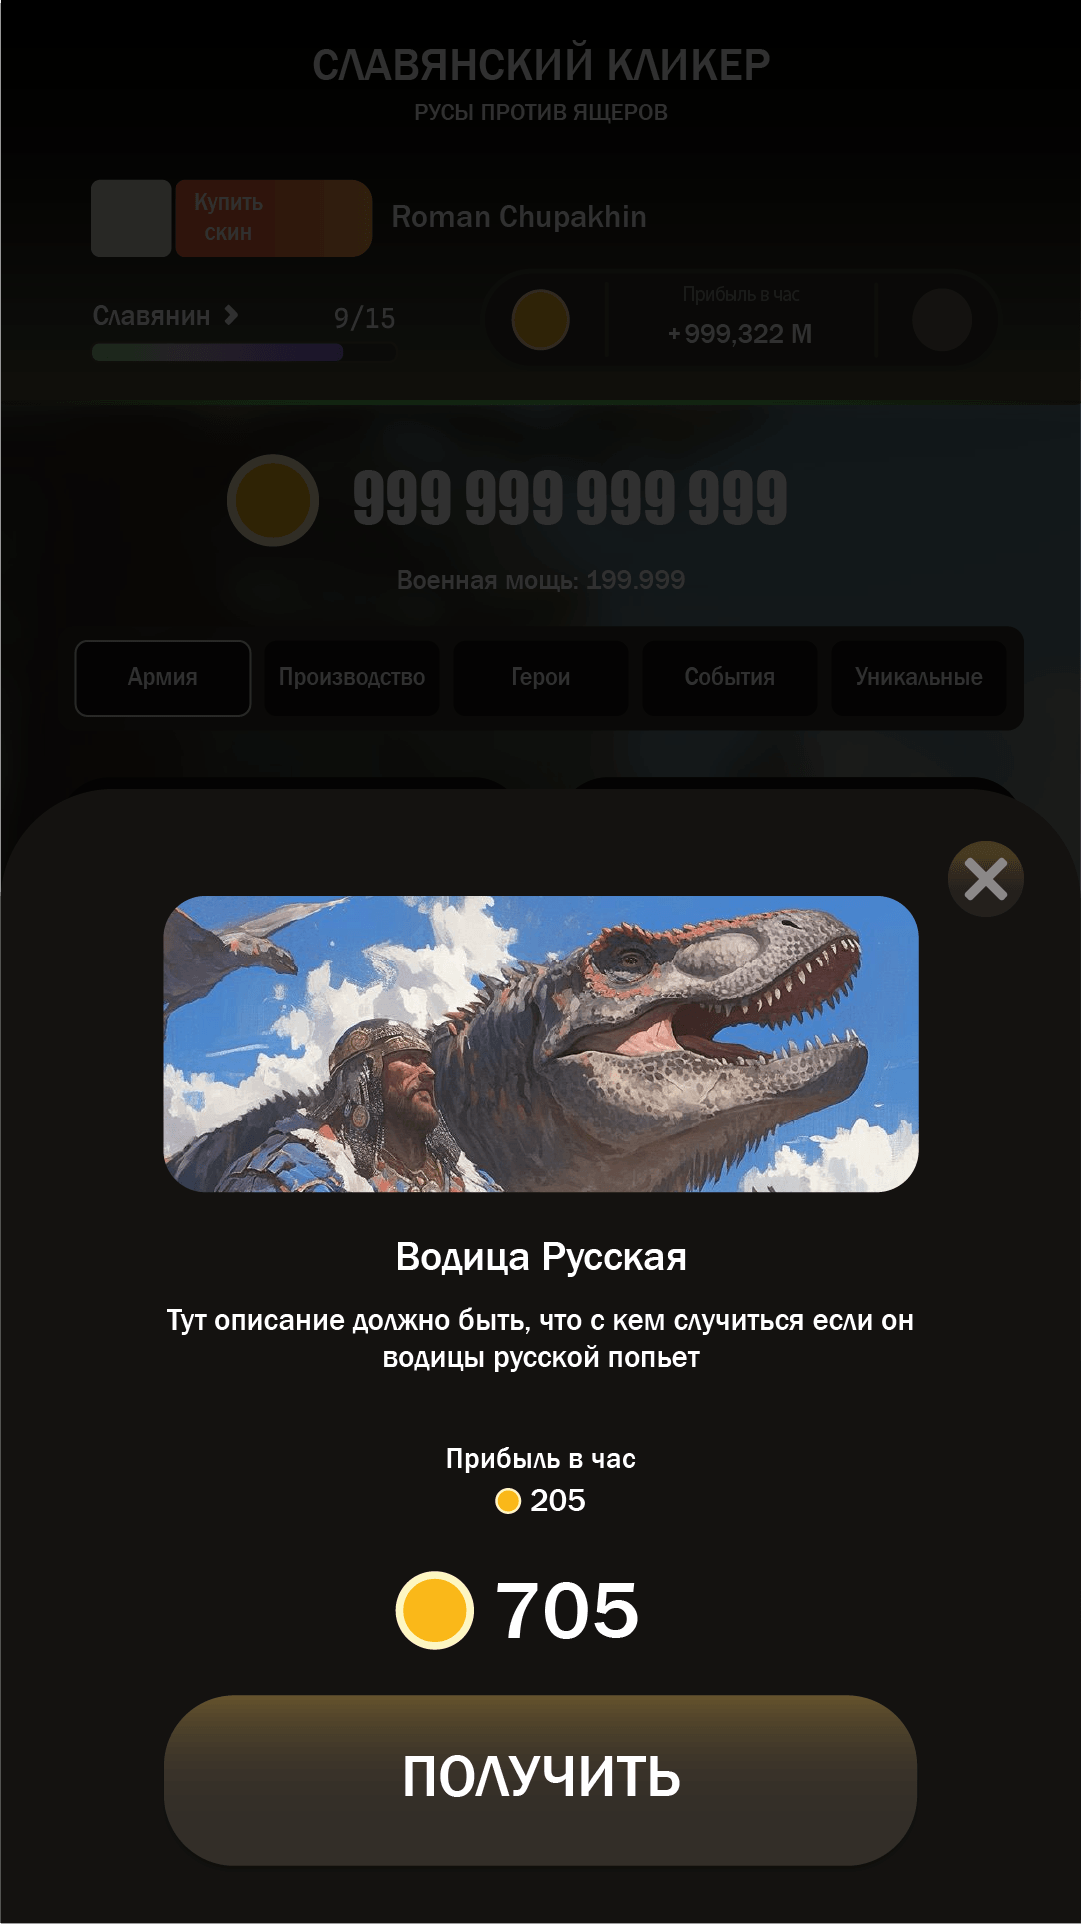 СЛАВЯНСКИЙ КЛИКЕР
РУСЫ ПРОТИВ ЯЩЕРОВ
Купить
скин
Roman Chupakhin
Славянин
9/15
Прибыль в час
+999,322 M
999 999 999 999
Военная мощь: 199.999
Армия
Производство
Герои
События
Уникальные
Водица Русская
Тут описание должно быть, что с кем случиться если он
водицы русской попьет
Прибыль в час
205
705
ПОЛУЧИТЬ